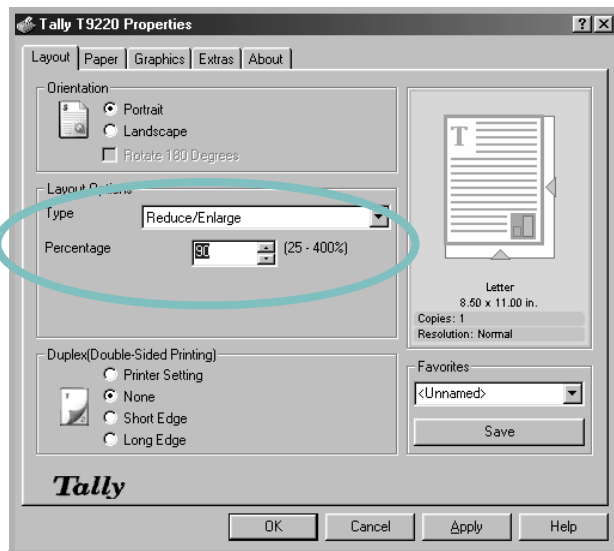 Tally T9220 Properties
Layout Paper Graphics Extras About
Orientation
Portrait
Landscape
Rotate 180 Degrees
Layout Options
Type Reduce/Enlarge
Percentage 90 (25 - 400%)
Duplex(Double-Sided Printing)
Printer Setting
None
Short Edge
Long Edge
T
Letter
8.50 x 11.00 in.
Copies: 1
Resolution: Normal
Favorites
<Unnamed>
Save
Tally
OK Cancel Apply Help